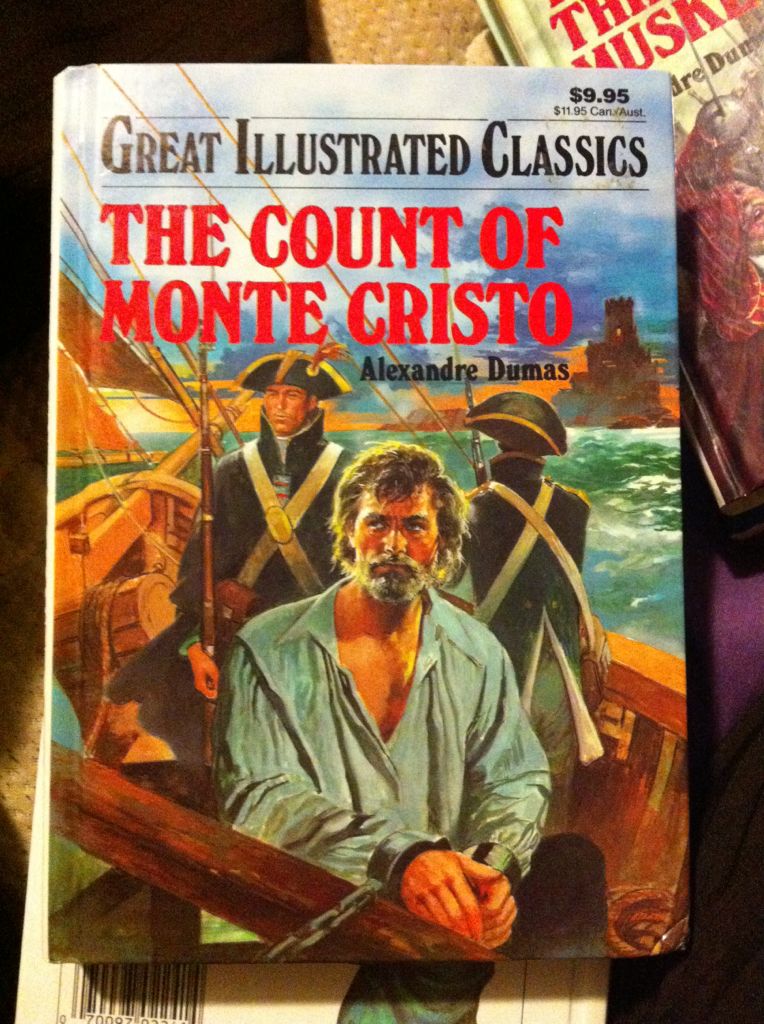 $9.95
$11.95 Can./Aust.
GREAT ILLUSTRATED CLASSICS
THE COUNT OF
MONTE CRISTO
Alexandre Dumas